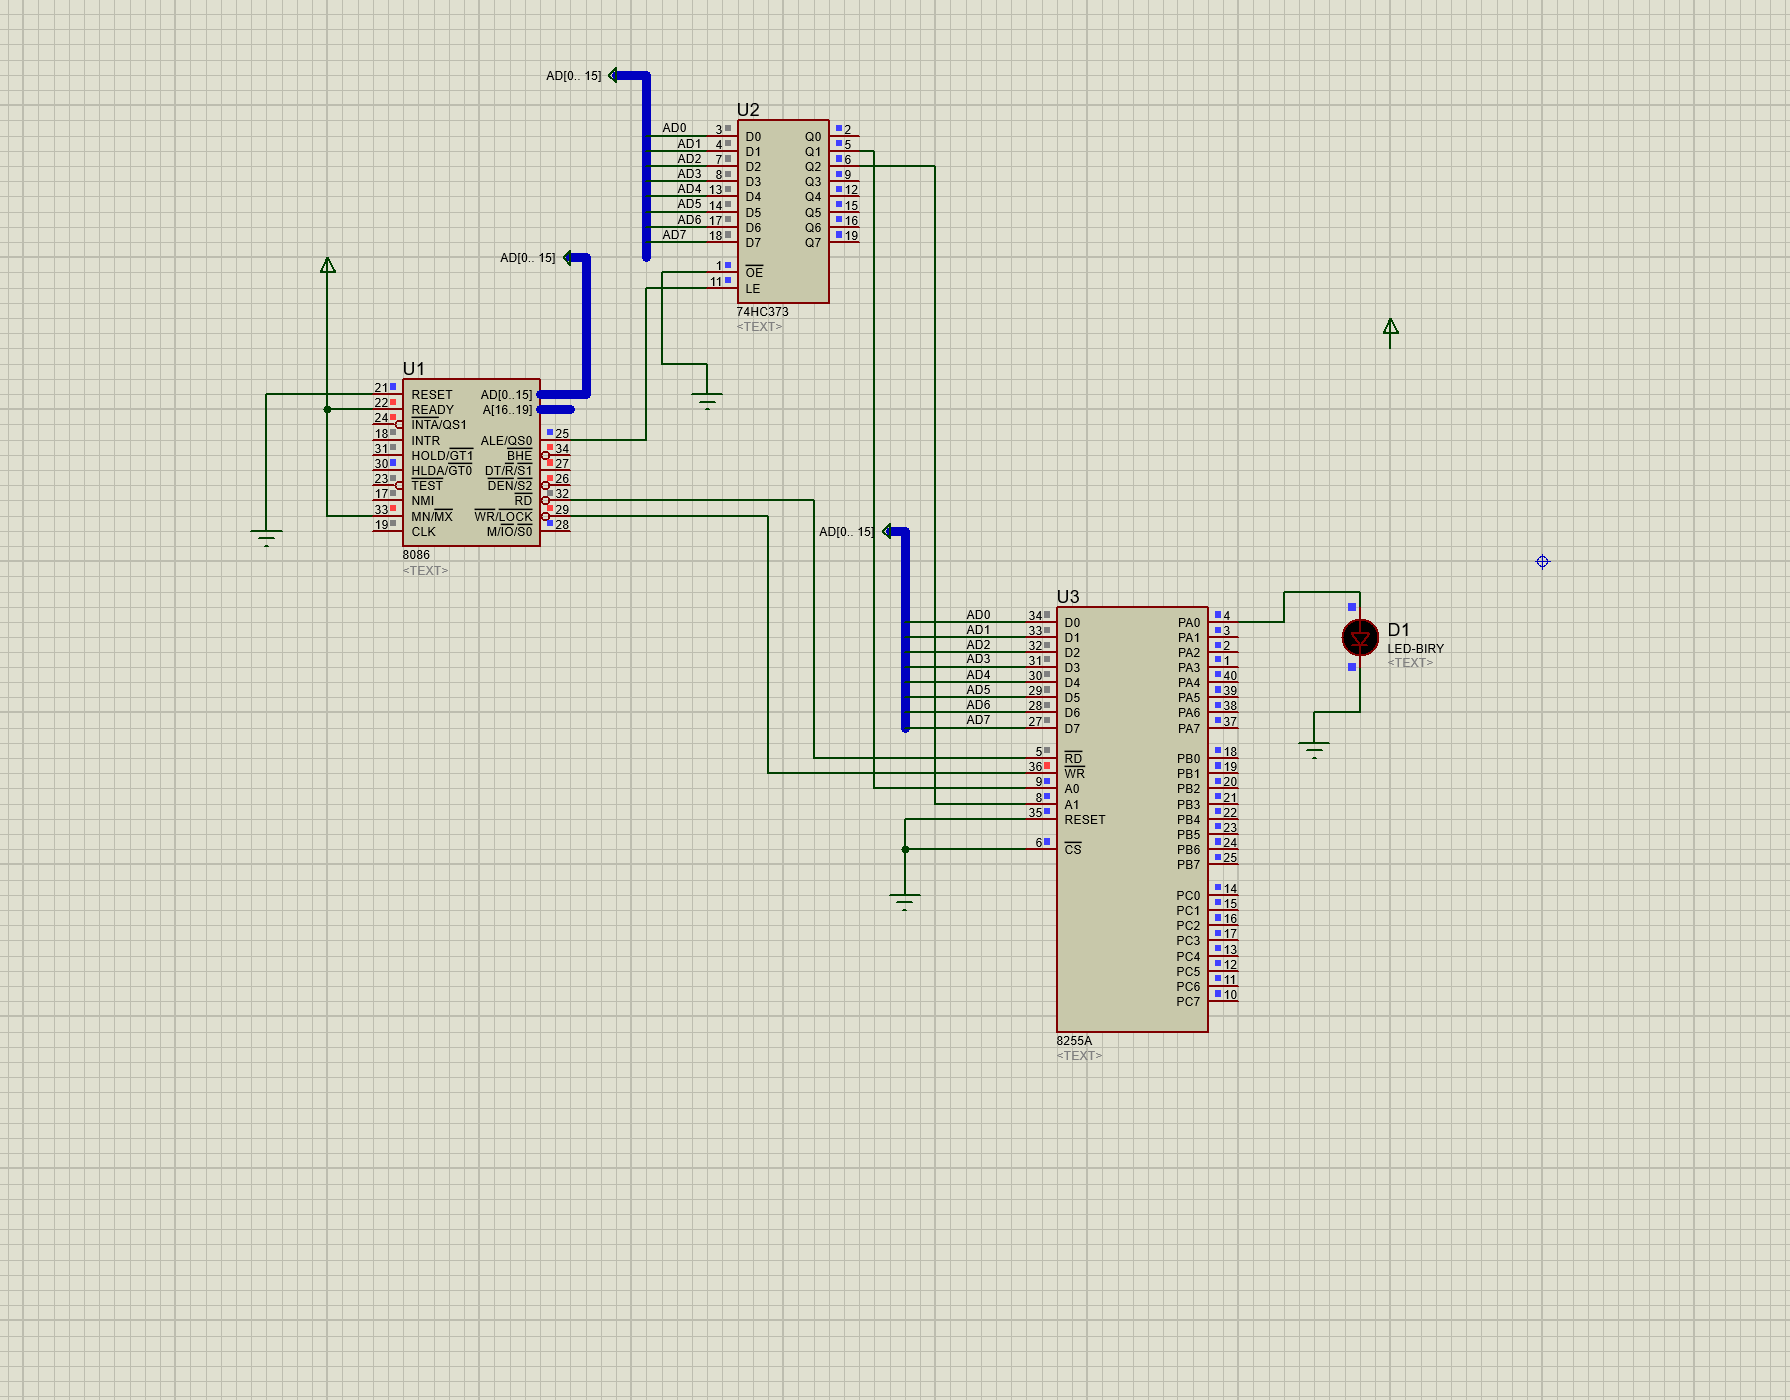 AD[0.. 15]
U2
AD0 3 D0 Q0 2
AD1 4 D1 Q1 5
AD2 7 D2 Q2 6
AD3 8 D3 Q3 9
AD4 13 D4 Q4 12
AD5 14 D5 Q5 15
AD6 17 D6 Q6 16
AD7 18 D7 Q7 19
1 OE
11 LE
74HC373
<TEXT>
AD[0.. 15]
U1
21 RESET AD[0..15]
22 READY A[16..19]
24 INTA/QS1
18 INTR ALE/QS0 25
31 HOLD/GT1 BHE 34
30 HLDA/GT0 DT/R/S1 27
23 TEST DEN/S2 26
17 NMI RD 32
33 MN/MX WR/LOCK 29
19 CLK M/IO/S0 28
8086
<TEXT>
AD[0.. 15]
U3
AD0 34 D0 PA0 4
AD1 33 D1 PA1 3
AD2 32 D2 PA2 2
AD3 31 D3 PA3 1
AD4 30 D4 PA4 40
AD5 29 D5 PA5 39
AD6 28 D6 PA6 38
AD7 27 D7 PA7 37
5 RD PB0 18
36 WR PB1 19
9 A0 PB2 20
8 A1 PB3 21
35 RESET PB4 22
PB5 23
6 CS PB6 24
PB7 25
PC0 14
PC1 15
PC2 16
PC3 17
PC4 13
PC5 12
PC6 11
PC7 10
8255A
<TEXT>
D1
LED-BIRY
<TEXT>